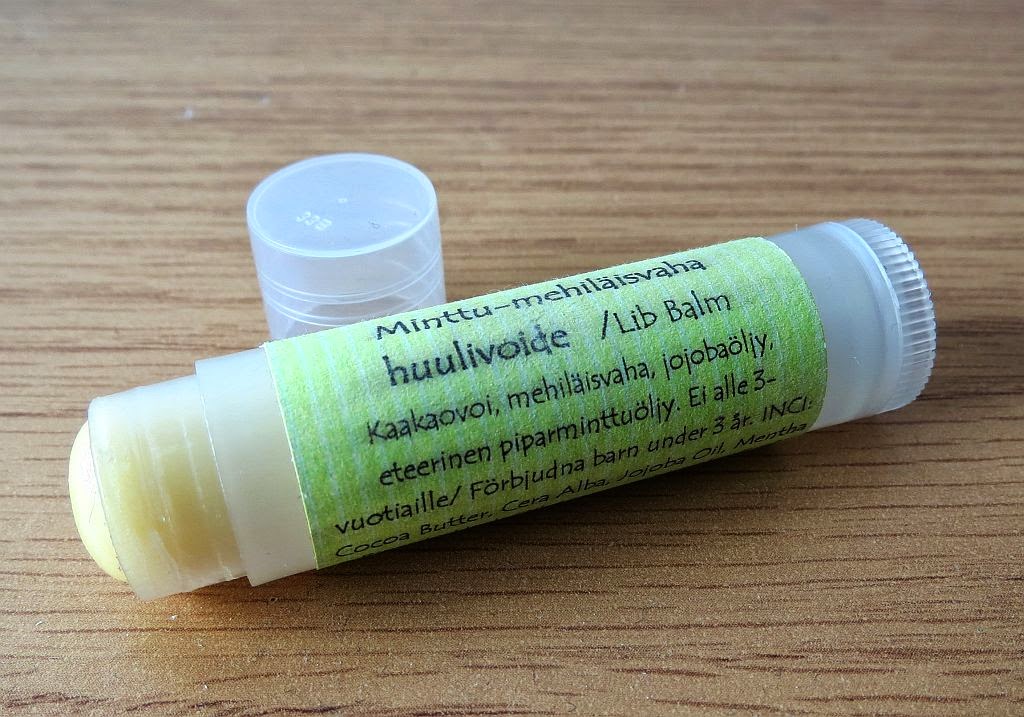 33B
Minttu-mehiläisvaha
huulivoide /Lib Balm
Kaakaovoi, mehiläisvaha, jojobaöljy,
eteerinen piparminttuöljy. Ei alle 3-
vuotiaille/ Förbjudna barn under 3 år. INCI:
Cocoa Butter, Cera Alba, Jojoba Oil, Mentha